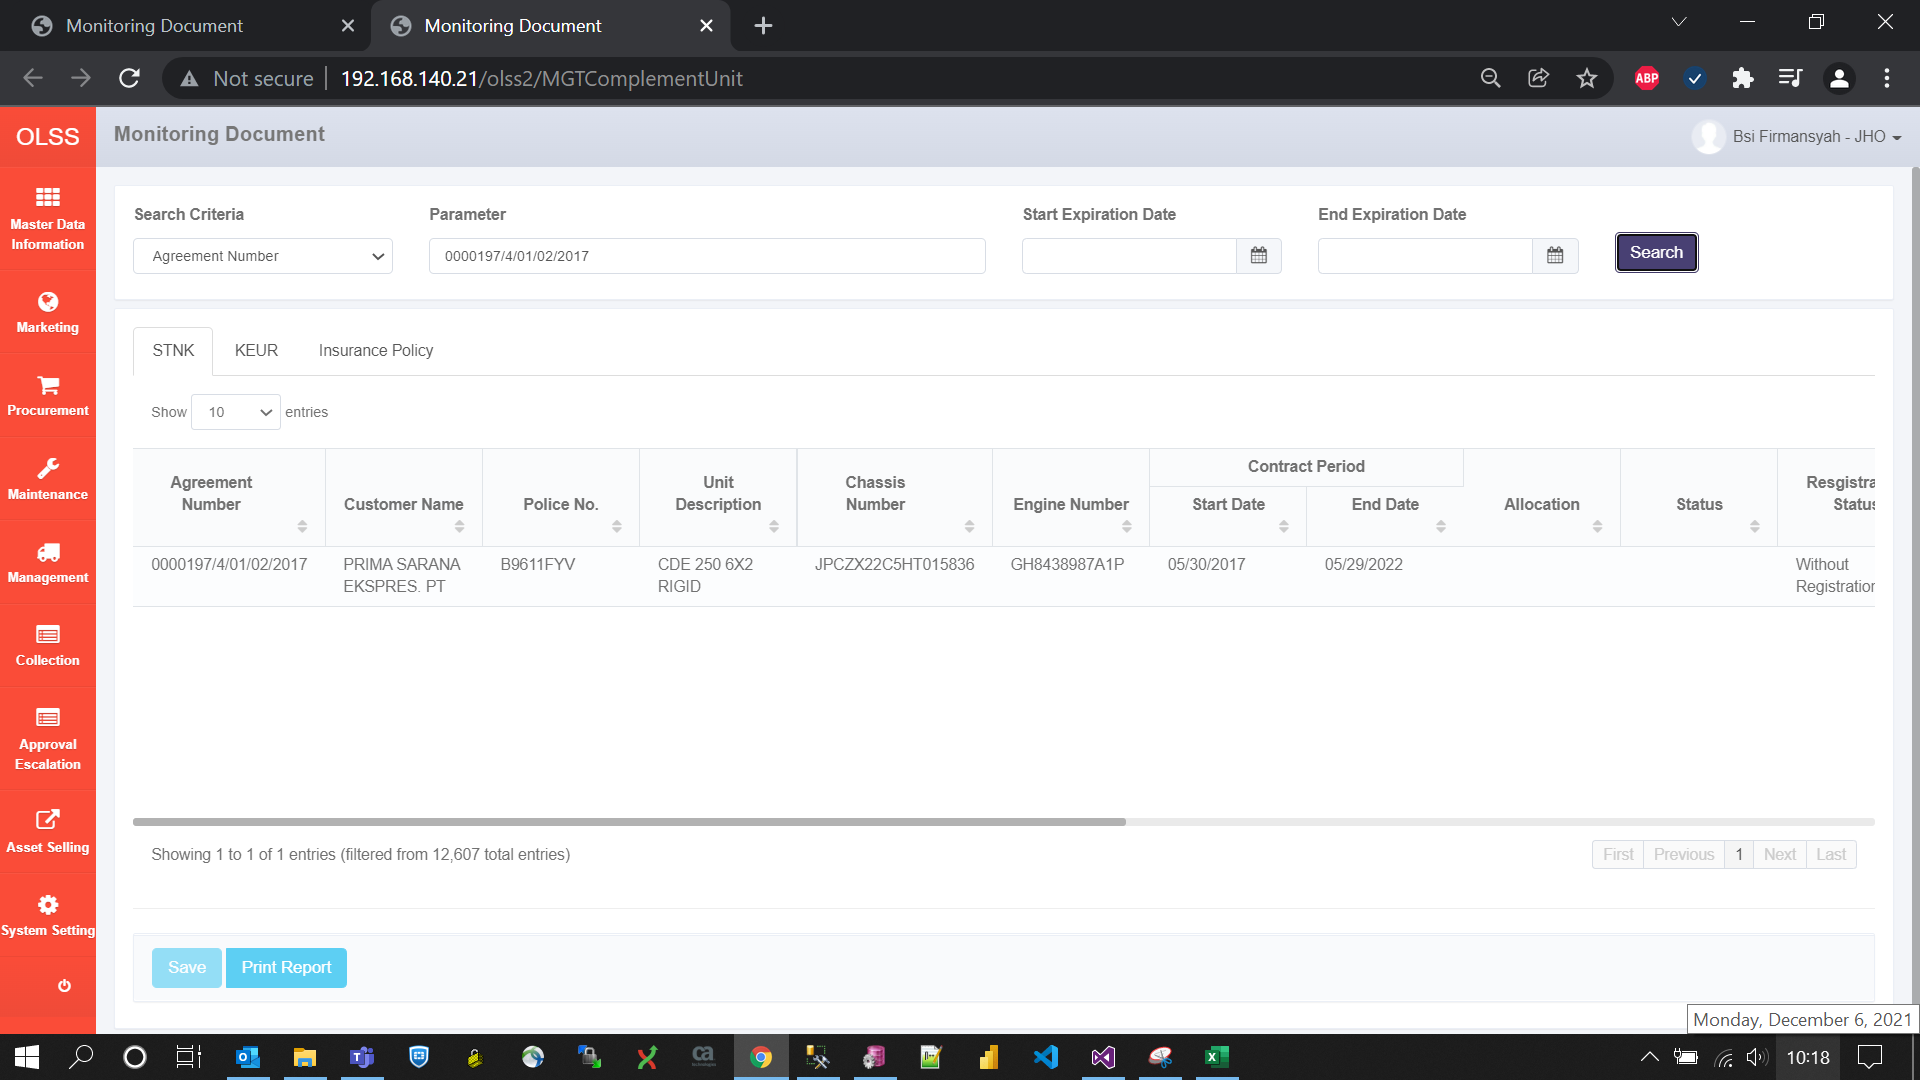 Monitoring Document
Monitoring Document
Not secure
192.168.140.21/olss2/MGTComplementUnit
ABP
OLSS
Monitoring Document
Bsi Firmansyah - JHO
Master Data
Information
Marketing
Procurement
Maintenance
Management
Collection
Approval
Escalation
Asset Selling
System Setting
Search Criteria
Parameter
Start Expiration Date
End Expiration Date
Agreement Number
0000197/4/01/02/2017
Search
STNK
KEUR
Insurance Policy
Show 10 entries
Agreement
Number
Customer Name
Police No.
Unit
Description
Chassis
Number
Engine Number
Contract Period
Start Date
End Date
Allocation
Status
Resgistra
Status
0000197/4/01/02/2017
PRIMA SARANA
EKSPRES. PT
B9611FYV
CDE 250 6X2
RIGID
JPCZX22C5HT015836
GH8438987A1P
05/30/2017
05/29/2022
Without
Registration
Showing 1 to 1 of 1 entries (filtered from 12,607 total entries)
First
Previous
1
Next
Last
Save
Print Report
Monday, December 6, 2021
ca
10:18